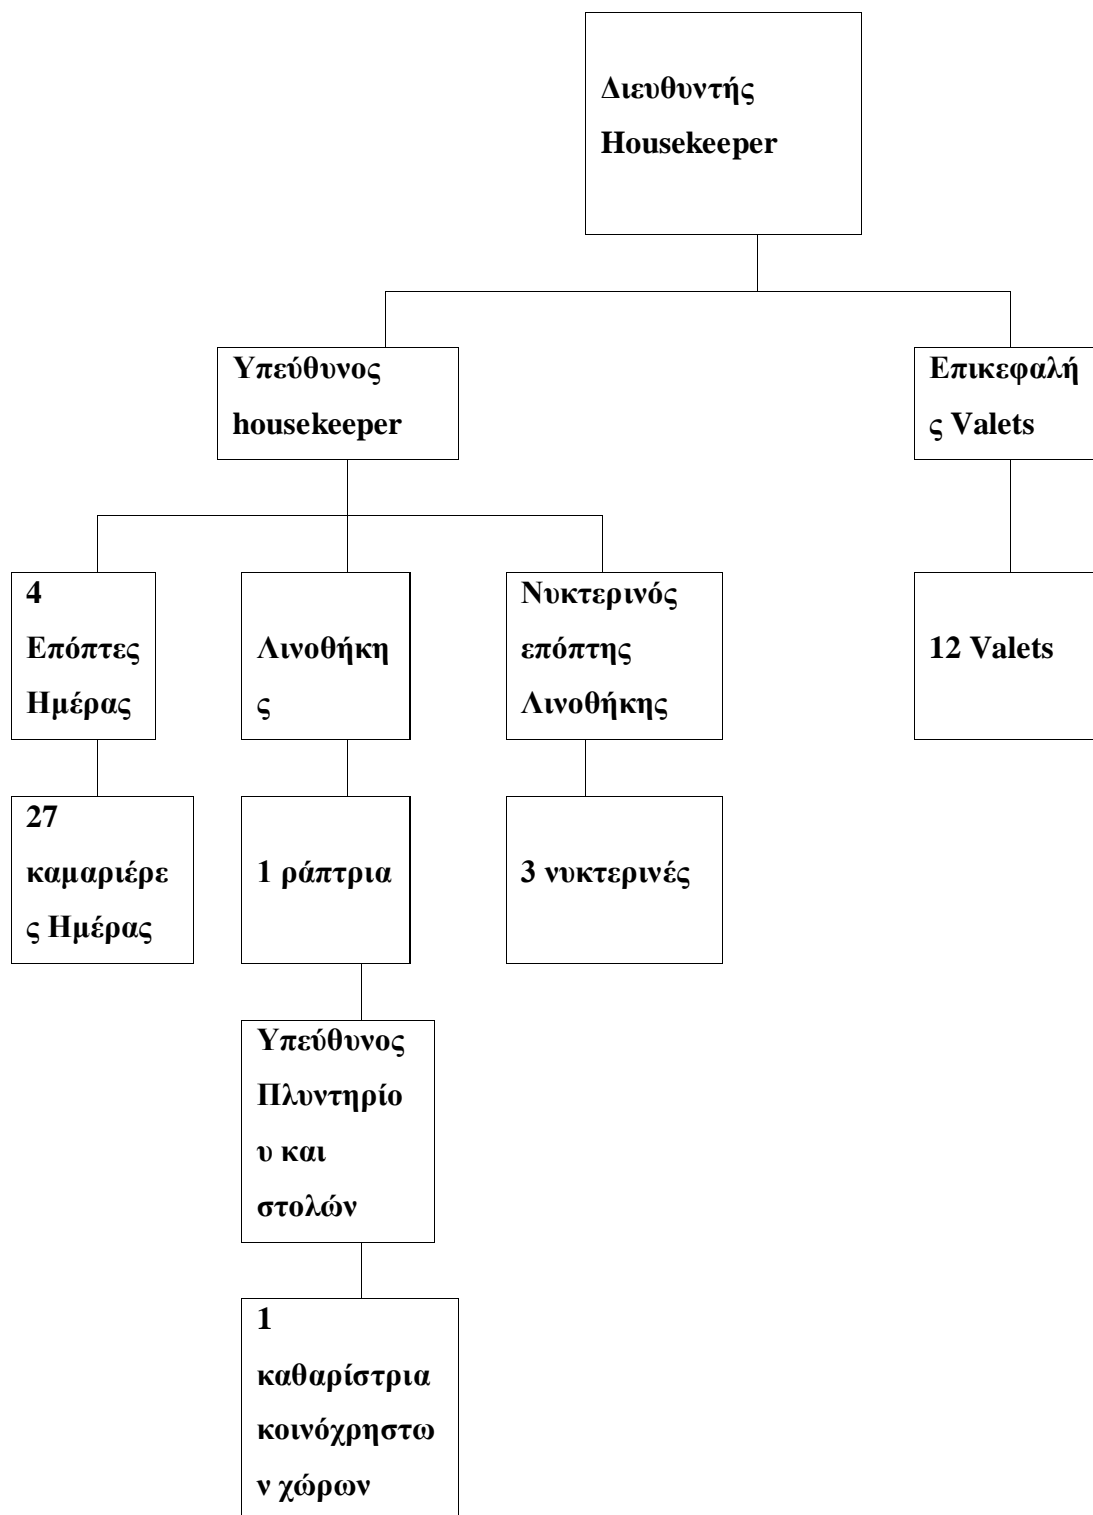 Διευθυντής
Housekeeper
Υπεύθυνος
housekeeper
Επικεφαλή
ς Valets
4
Επόπτες
Ημέρας
Λινοθήκη
ς
Νυκτερινός
επόπτης
Λινοθήκης
12 Valets
27
καμαριέρε
ς Ημέρας
1 ράπτρια
3 νυκτερινές
Υπεύθυνος
Πλυντηρίο
υ και
στολών
1
καθαρίστρια
κοινόχρηστω
ν χώρων